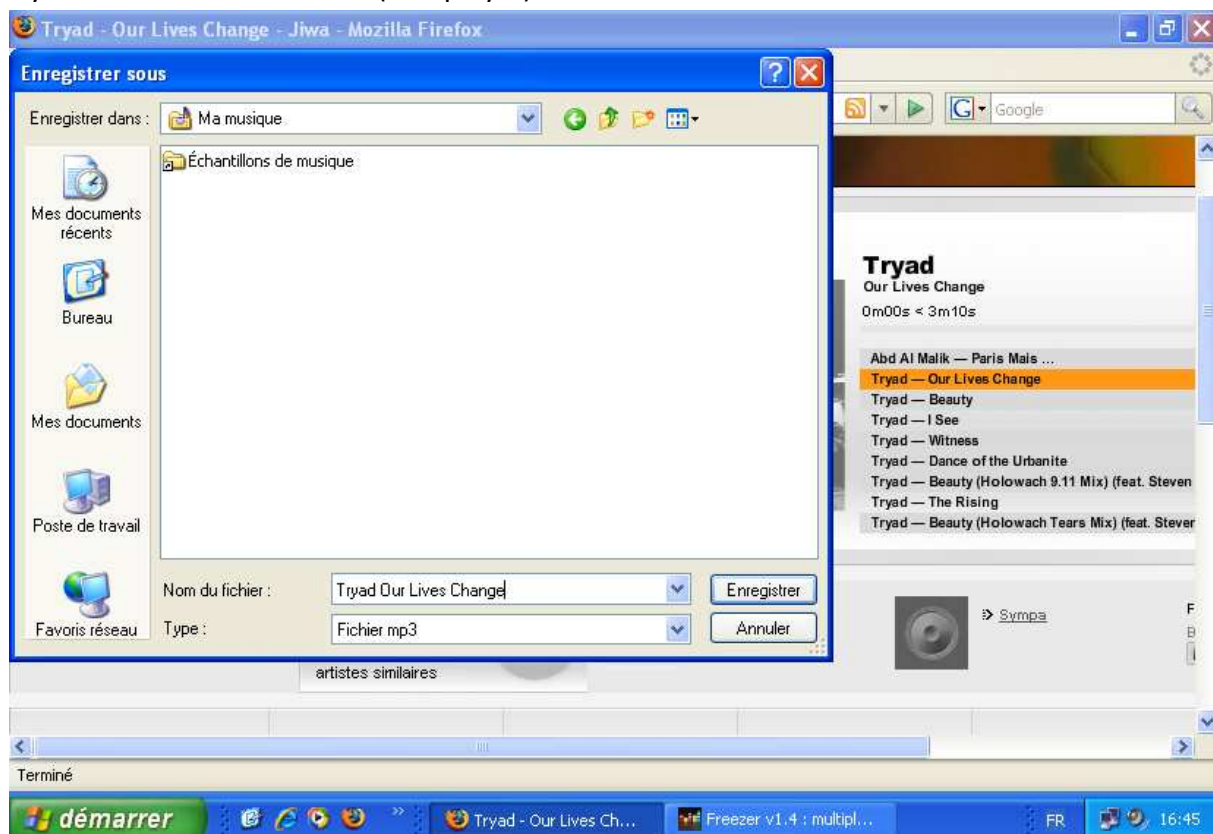 Tryad - Our Lives Change - Jiwa - Mozilla Firefox
Enregistrer sous
Enregistrer dans :
Ma musique
Google
Échantillons de musique
Mes documents
récents
Bureau
Mes documents
Poste de travail
Favoris réseau
Nom du fichier :
Tryad Our Lives Change
Enregistrer
Type :
Fichier mp3
Annuler
Tryad
Our Lives Change
0m00s < 3m10s
Abd Al Malik — Paris Mais ...
Tryad — Our Lives Change
Tryad — Beauty
Tryad — I See
Tryad — Witness
Tryad — Dance of the Urbanite
Tryad — Beauty (Holowach 9.11 Mix) (feat. Steven
Tryad — The Rising
Tryad — Beauty (Holowach Tears Mix) (feat. Steven
Sympa
artistes similaires
Terminé
démarrer
Tryad - Our Lives Ch...
Freezer v1.4 : multipl...
FR
16:45